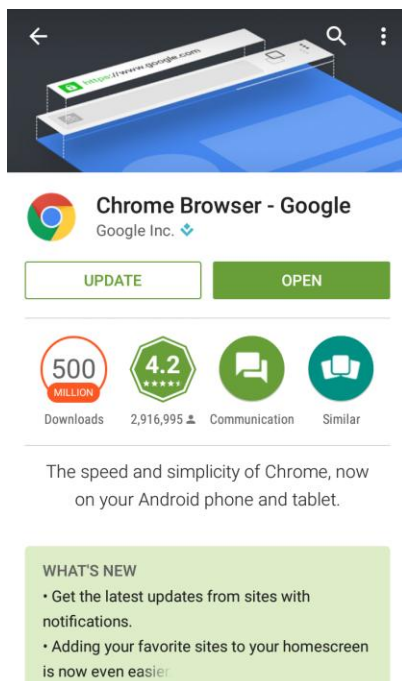 https://www.google.com
Chrome Browser - Google
Google Inc.
UPDATE
OPEN
500
MILLION
4.2
Downloads
2,916,995
Communication
Similar
The speed and simplicity of Chrome, now
on your Android phone and tablet.
WHAT'S NEW
• Get the latest updates from sites with
notifications.
• Adding your favorite sites to your homescreen
is now even easier